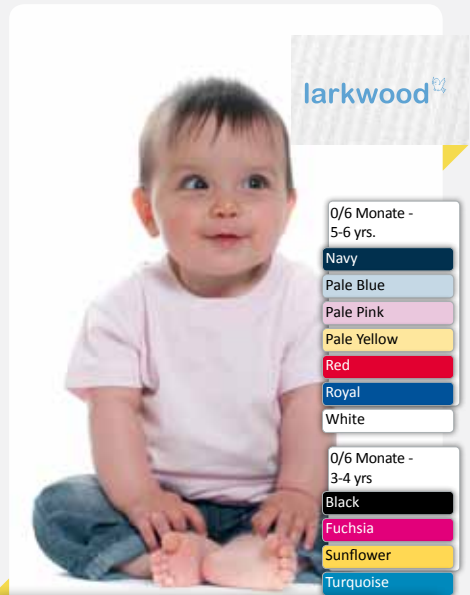 larkwood
0/6 Monate -
5-6 yrs.
Navy
Pale Blue
Pale Pink
Pale Yellow
Red
Royal
White
0/6 Monate -
3-4 yrs
Black
Fuchsia
Sunflower
Turquoise